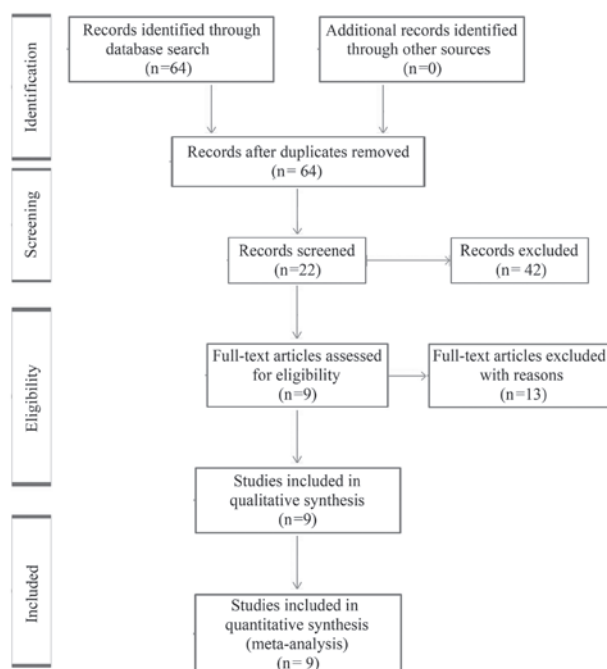 Identification
Records identified through
database search
(n=64)
Additional records identified
through other sources
(n=0)
Records after duplicates removed
(n= 64)
Screening
Records screened
(n=22)
Records excluded
(n= 42)
Eligibility
Full-text articles assessed
for eligibility
(n=9)
Full-text articles excluded
with reasons
(n=13)
Studies included in
qualitative synthesis
(n=9)
Included
Studies included in
quantitative synthesis
(meta-analysis)
(n= 9)